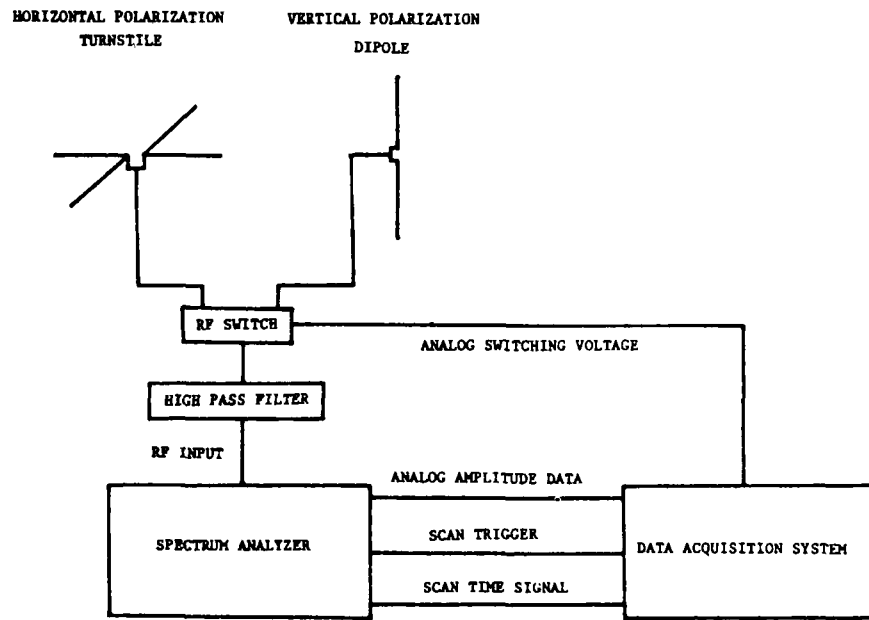 HORIZONTAL POLARIZATION
TURNSTILE
VERTICAL POLARIZATION
DIPOLE
RF SWITCH
ANALOG SWITCHING VOLTAGE
HIGH PASS FILTER
RF INPUT
ANALOG AMPLITUDE DATA
SPECTRUM ANALYZER
SCAN TRIGGER
DATA ACQUISITION SYSTEM
SCAN TIME SIGNAL